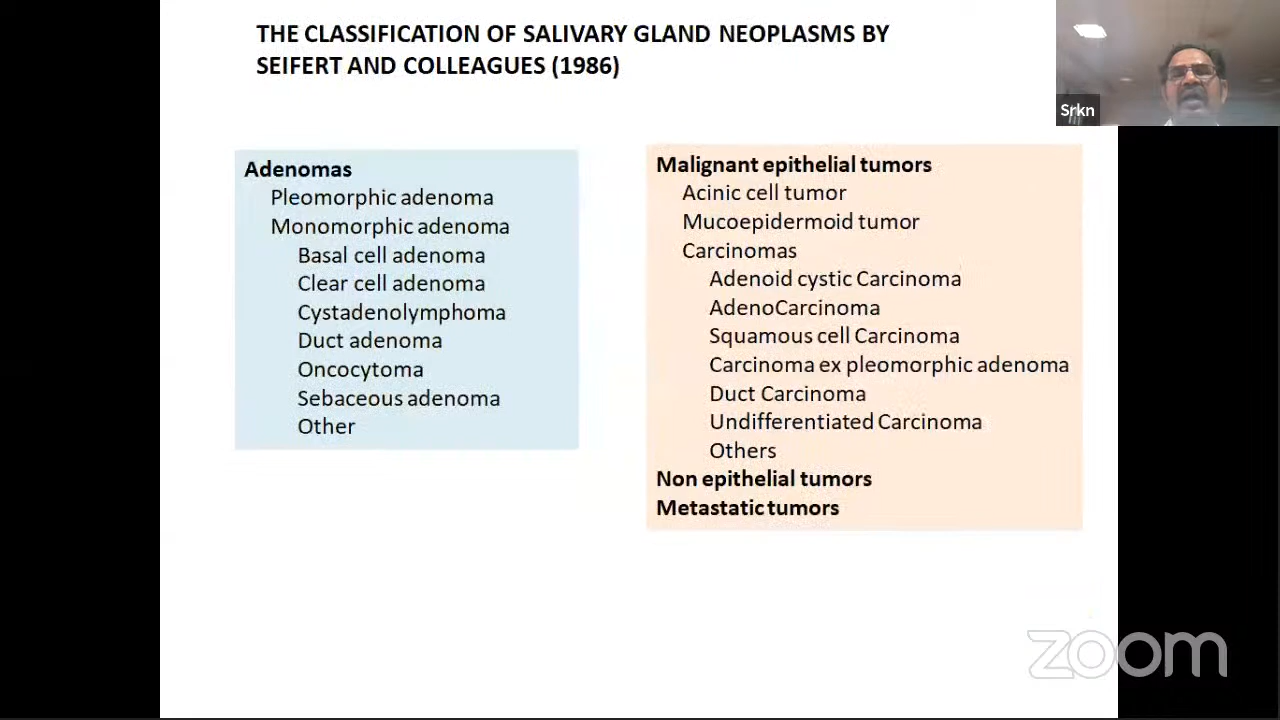 THE CLASSIFICATION OF SALIVARY GLAND NEOPLASMS BY
SEIFERT AND COLLEAGUES (1986)
Srkn
Adenomas
Pleomorphic adenoma
Monomorphic adenoma
Basal cell adenoma
Clear cell adenoma
Cystadenolymphoma
Duct adenoma
Oncocytoma
Sebaceous adenoma
Other
Malignant epithelial tumors
Acinic cell tumor
Mucoepidermoid tumor
Carcinomas
Adenoid cystic Carcinoma
AdenoCarcinoma
Squamous cell Carcinoma
Carcinoma ex pleomorphic adenoma
Duct Carcinoma
Undifferentiated Carcinoma
Others
Non epithelial tumors
Metastatic tumors
zoom